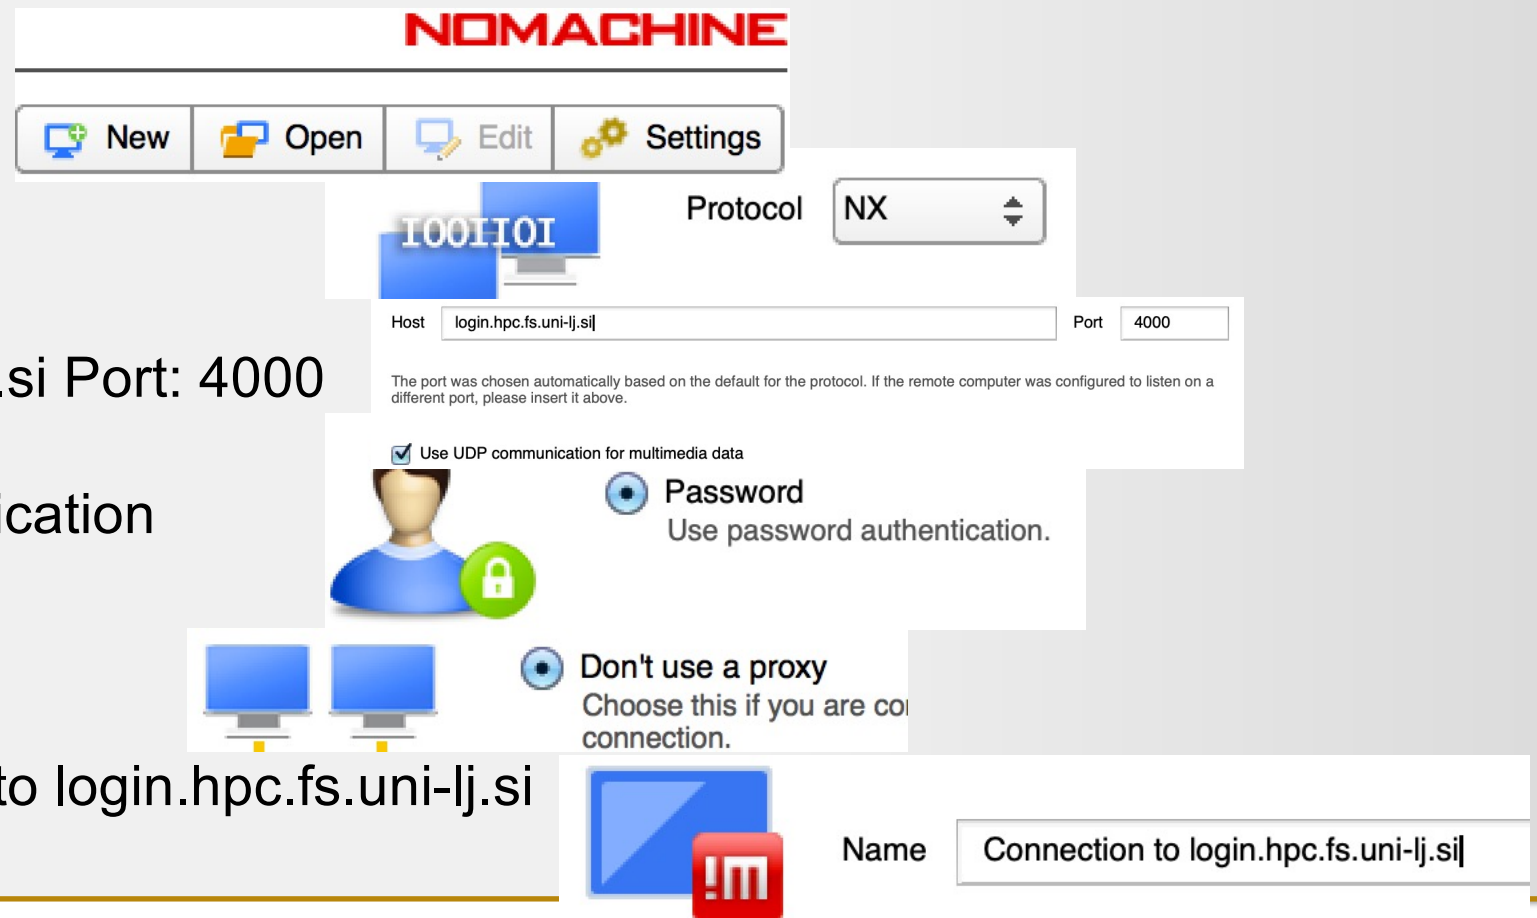 NOMACHINE
New Open Edit Settings
Protocol NX
IOOIIOI
Host login.hpc.fs.uni-lj.si Port 4000
.si Port: 4000
The port was chosen automatically based on the default for the protocol. If the remote computer was configured to listen on a
different port, please insert it above.
Use UDP communication for multimedia data
Password
ication
Use password authentication.
Don't use a proxy
Choose this if you are co
connection.
to login.hpc.fs.uni-lj.si
Name Connection to login.hpc.fs.uni-lj.si
!m